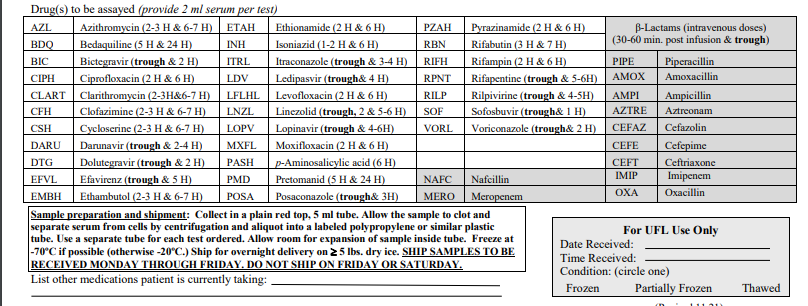 Drug(s) to be assayed (provide 2 ml serum per test)
AZL Azithromycin (2-3 H & 6-7 H) ETAH Ethionamide (2 H & 6 H) PZAH Pyrazinamide (2 H & 6 H) β-Lactams (intravenous doses)
BDQ Bedaquiline (5 H & 24 H) INH Isoniazid (1-2 H & 6 H) RBN Rifabutin (3 H & 7 H) (30-60 min. post infusion & trough)
BIC Bictegravir (trough & 2 H) ITRL Itraconazole (trough & 3-4 H) RIFH Rifampin (2 H & 6 H) PIPE Piperacillin
CIPH Ciprofloxacin (2 H & 6 H) LDV Ledipasvir (trough& 4 H) RPNT Rifapentine (trough & 5-6H) AMOX Amoxacillin
CLART Clarithromycin (2-3H&6-7 H) LFLHL Levofloxacin (2 H & 6 H) RILP Rilpivirine (trough & 4-5H) AMPI Ampicillin
CFH Clofazimine (2-3 H & 6-7 H) LNZL Linezolid (trough, 2 & 5-6 H) SOF Sofosbuvir (trough& 1 H) AZTRE Aztreonam
CSH Cycloserine (2-3 H & 6-7 H) LOPV Lopinavir (trough & 4-6H) VORL Voriconazole (trough& 2 H) CEFAZ Cefazolin
DARU Darunavir (trough & 2-4 H) MXFL Moxifloxacin (2 H & 6 H) CEFE Cefepime
DTG Dolutegravir (trough & 2 H) PASH p-Aminosalicylic acid (6 H) CEFT Ceftriaxone
EFVL Efavirenz (trough & 5 H) PMD Pretomanid (5 H & 24 H) NAFC Nafcillin IMIP Imipenem
EMBH Ethambutol (2-3 H & 6-7 H) POSA Posaconazole (trough& 3H) MERO Meropenem OXA Oxacillin
Sample preparation and shipment: Collect in a plain red top, 5 ml tube. Allow the sample to clot and
separate serum from cells by centrifugation and aliquot into a labeled polypropylene or similar plastic
tube. Use a separate tube for each test ordered. Allow room for expansion of sample inside tube. Freeze at
-70°C if possible (otherwise -20°C.) Ship for overnight delivery on ≥ 5 lbs. dry ice. SHIP SAMPLES TO BE
RECEIVED MONDAY THROUGH FRIDAY. DO NOT SHIP ON FRIDAY OR SATURDAY.
List other medications patient is currently taking:
For UFL Use Only
Date Received:
Time Received:
Condition: (circle one)
Frozen Partially Frozen Thawed